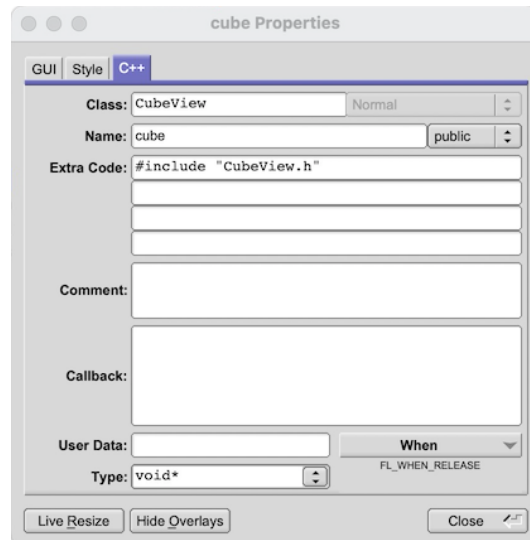 cube Properties
GUI Style C++
Class: CubeView Normal
Name: cube public
Extra Code: #include "CubeView.h"
Comment:
Callback:
User Data: When
FL_WHEN_RELEASE
Type: void*
Live Resize Hide Overlays Close